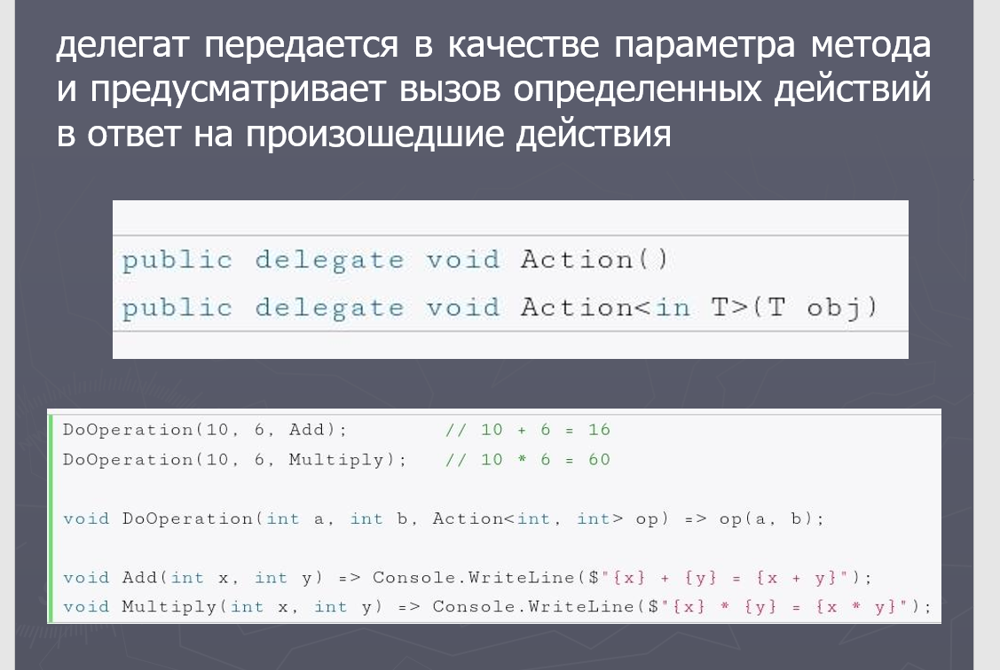 делегат передается в качестве параметра метода
и предусматривает вызов определенных действий
в ответ на произошедшие действия
public delegate void Action()
public delegate void Action<in T>(T obj)
DoOperation(10, 6, Add);        // 10 + 6 = 16
DoOperation(10, 6, Multiply);   // 10 * 6 = 60
void DoOperation(int a, int b, Action<int, int> op) => op(a, b);
void Add(int x, int y) => Console.WriteLine($"{x} + {y} = {x + y}");
void Multiply(int x, int y) => Console.WriteLine($"{x} * {y} = {x * y}");